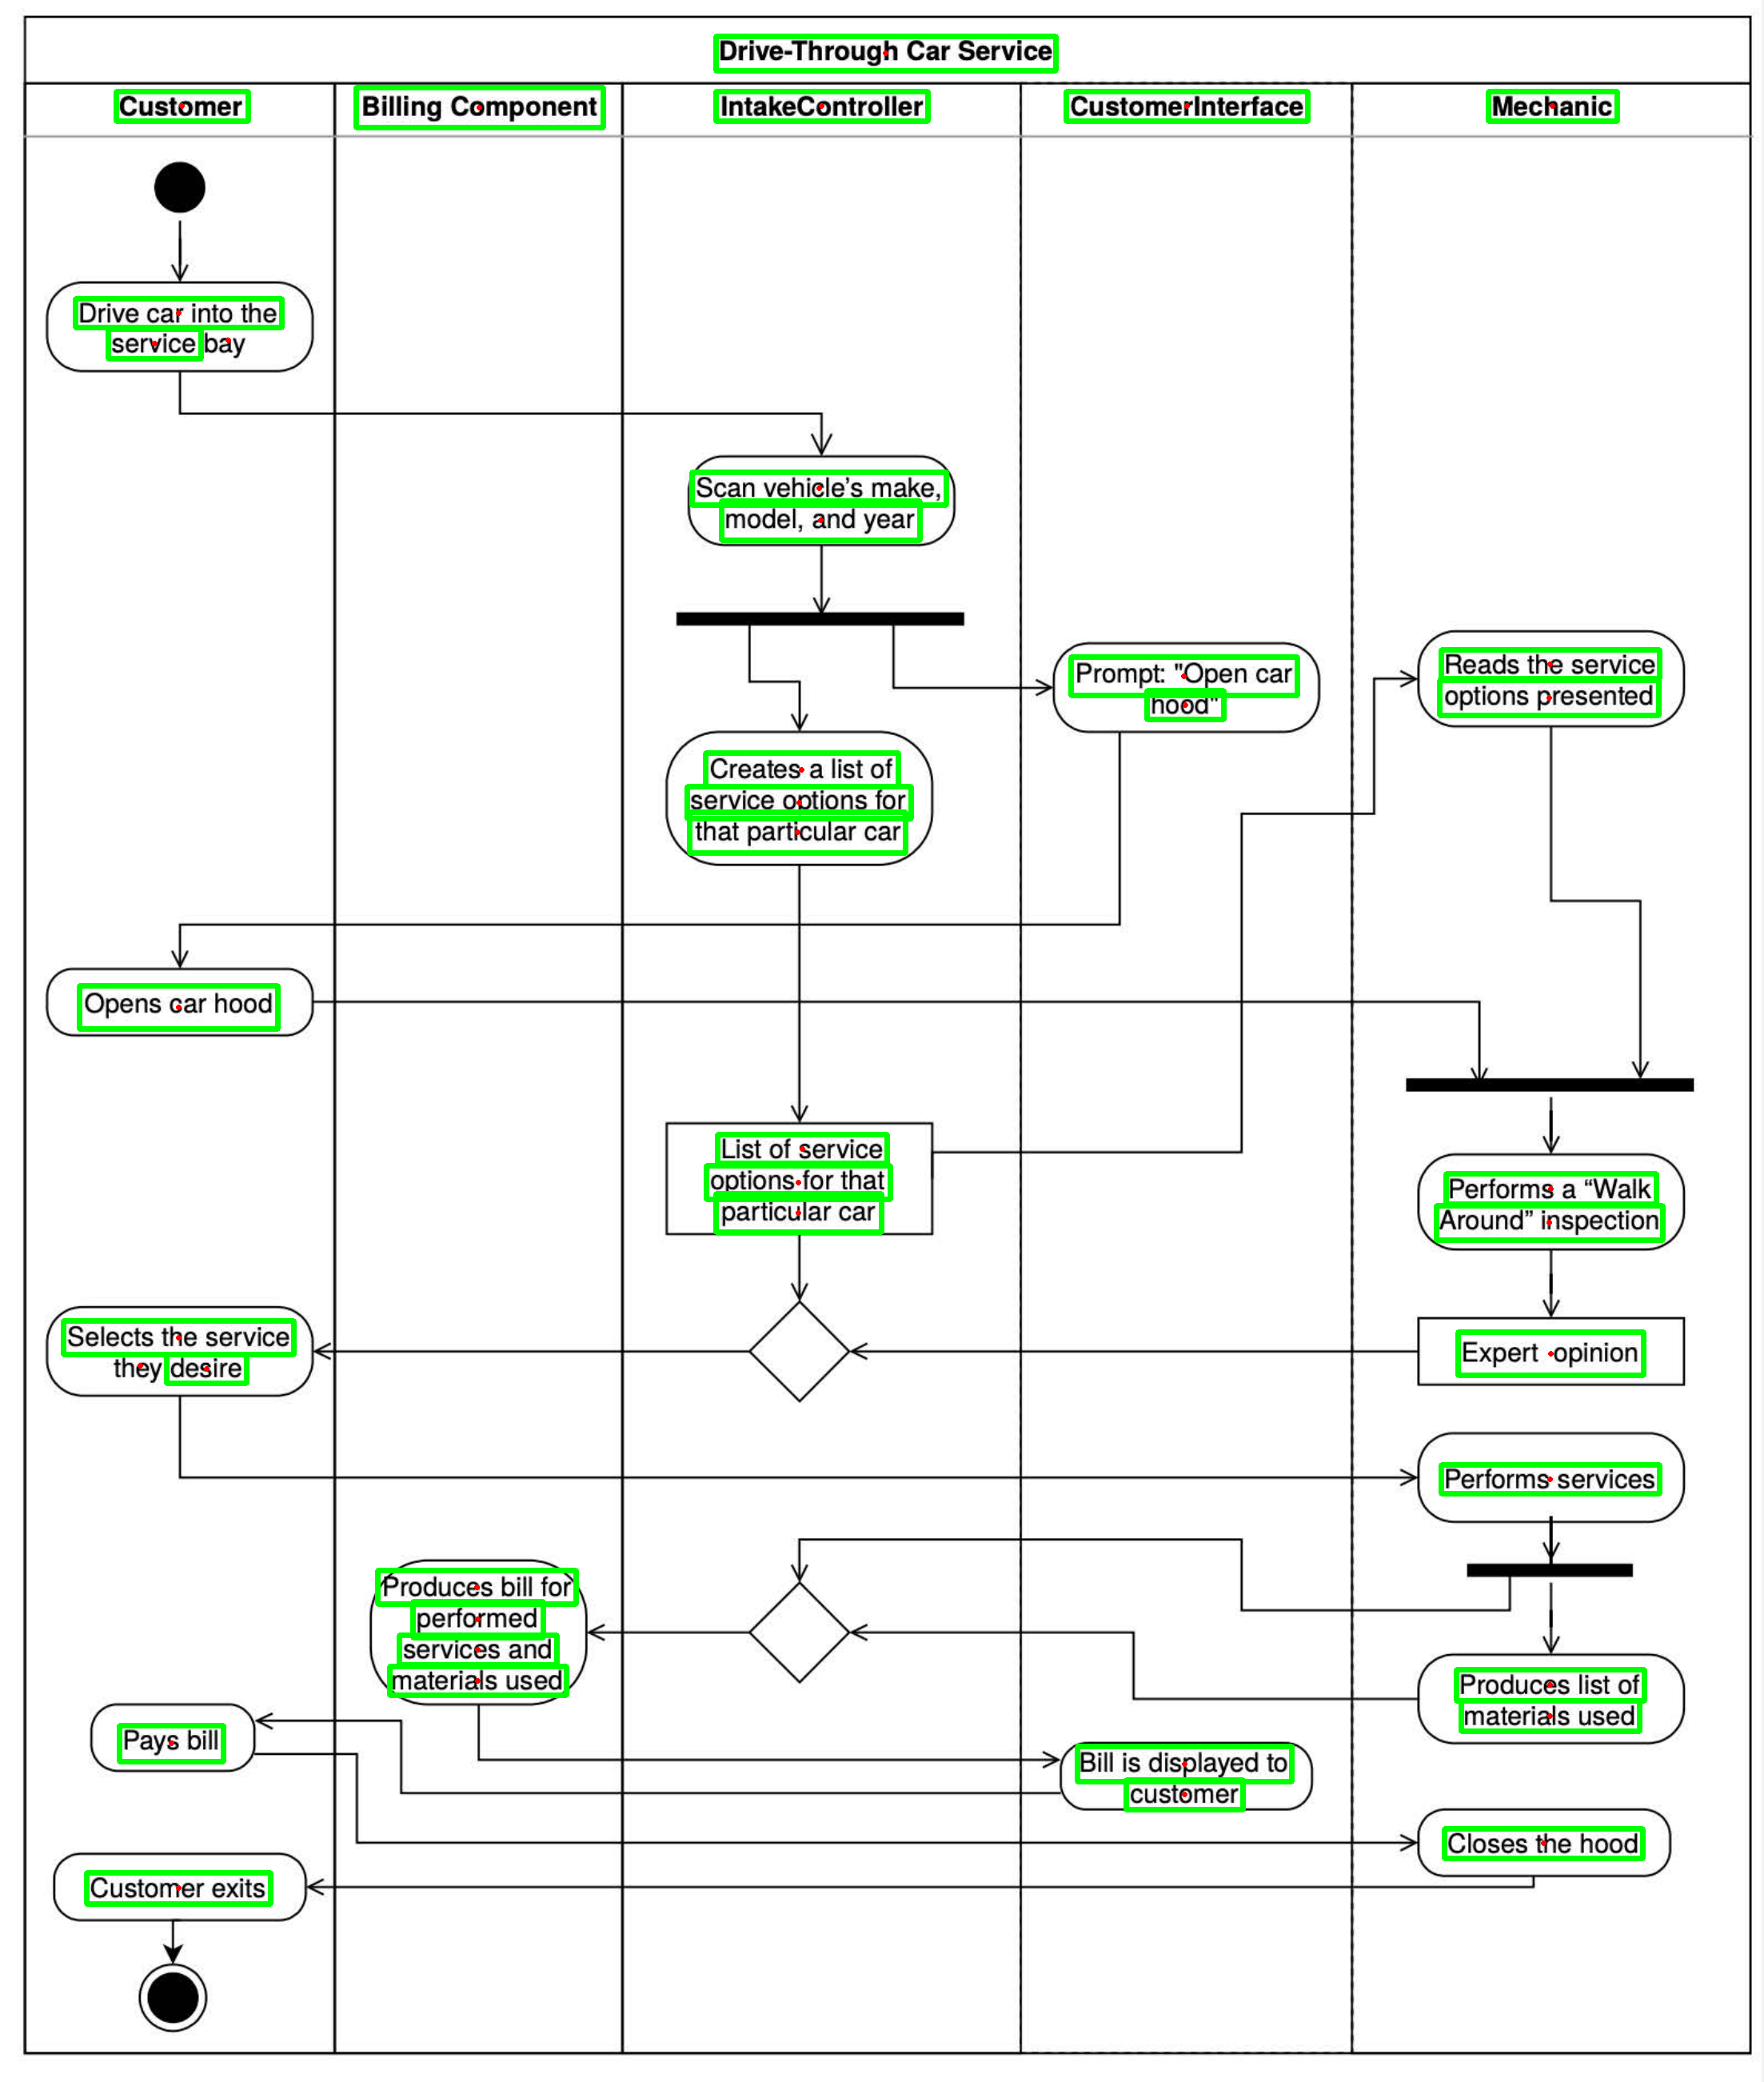 Drive-Through Car Service
Customer
Billing Component
IntakeController
CustomerInterface
Mechanic
Drive car into the
service bay
Scan vehicle’s make,
model, and year
Prompt: "Open car
hood"
Reads the service
options presented
Creates a list of
service options for
that particular car
Opens car hood
List of service
options for that
particular car
Performs a “Walk
Around” inspection
Selects the service
they desire
Expert opinion
Performs services
Produces bill for
performed
services and
materials used
Produces list of
materials used
Pays bill
Bill is displayed to
customer
Closes the hood
Customer exits